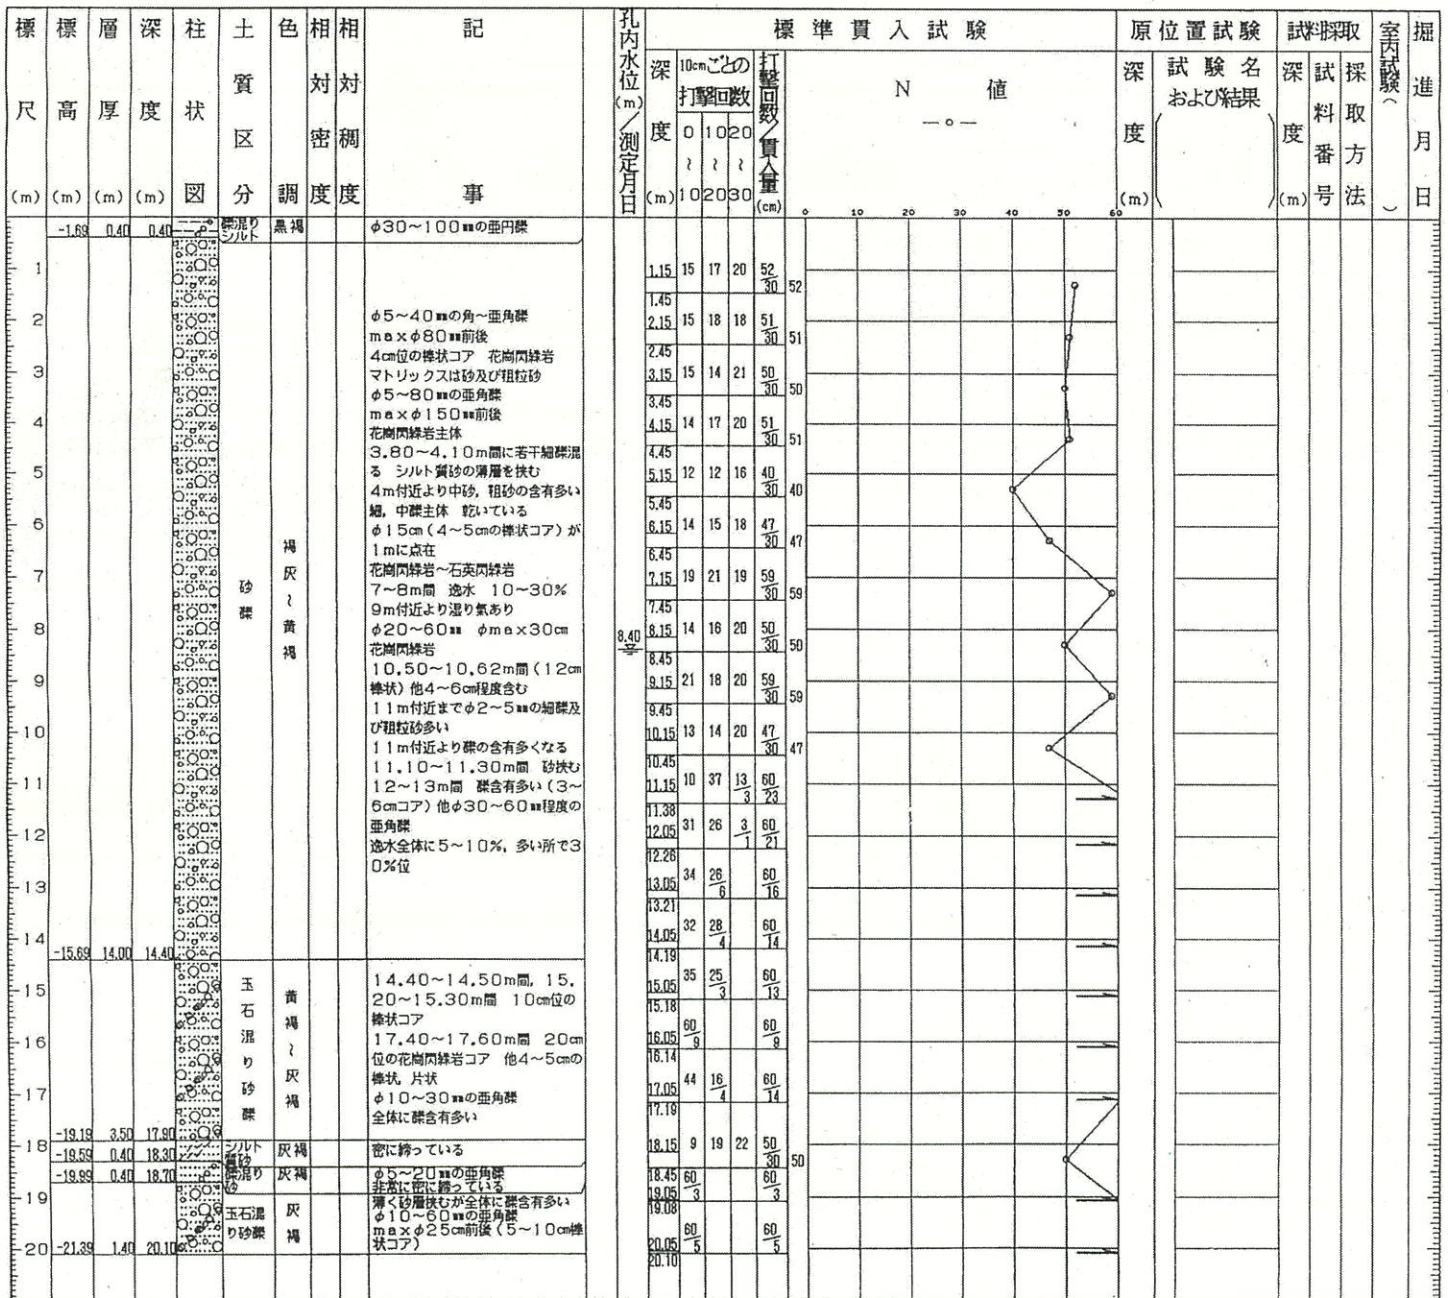 標尺(m)
標高(m)
層厚(m)
深度(m)
柱状図
土質区分
色調
相対密度
相対稠度
記事
孔内水位(m)／測定月日
標準貫入試験
深度(m)
10cmごとの打撃回数
0～10
10～20
20～30
打撃回数／貫入量(cm)
N値
0 10 20 30 40 50 60
原位置試験
深度(m)
試験名および結果
試料採取
深度(m)
試料番号
採取方法
室内試験( )
掘進月日
-1.69 0.40 0.40 礫混りシルト 黒褐 φ30～100㎜の亜円礫
1
2
3
4
5
6
7
8
9
10
11
12
13
14
15
16
17
18
19
20
-15.69 14.00 14.40
砂礫
褐灰～黄褐
φ5～40㎜の角～亜角礫
maxφ80㎜前後
4cm位の棒状コア 花崗閃緑岩
マトリックスは砂及び粗粒砂
φ5～80㎜の亜角礫
maxφ150㎜前後
花崗閃緑岩主体
3.80～4.10m間に若干細礫混
る シルト質砂の薄層を挟む
4m付近より中砂, 粗砂の含有多い
細, 中礫主体 乾いている
φ15cm(4～5cmの棒状コア)が
1mに点在
花崗閃緑岩～石英閃緑岩
7～8m間 逸水 10～30%
9m付近より湿り氣あり
φ20～60㎜ φmax30cm
花崗閃緑岩
10.50～10.62m間(12cm
棒状)他4～6cm程度含む
11m付近までφ2～5㎜の細礫及
び粗粒砂多い
11m付近より礫の含有多くなる
11.10～11.30m間 砂挟む
12～13m間 礫含有多い(3～
6cmコア)他φ30～60㎜程度の
亜角礫
逸水全体に5～10%, 多い所で3
0%位
-19.19 3.50 17.90
玉石混り砂礫
黄褐～灰褐
14.40～14.50m間, 15.
20～15.30m間 10cm位の
棒状コア
17.40～17.60m間 20cm
位の花崗閃緑岩コア 他4～5cmの
棒状, 片状
φ10～30㎜の亜角礫
全体に礫含有多い
-19.59 0.40 18.30 シルト質砂 灰褐 密に締っている
-19.99 0.40 18.70 礫混り砂 灰褐 φ5～20㎜の亜角礫
非常に密に締っている
-21.39 1.40 20.10 玉石混り砂礫 灰褐
薄く砂層挟むが全体に礫含有多い
φ10～60㎜の亜角礫
maxφ25cm前後(5～10cm棒
状コア)
8.40
1.15 15 17 20 52/30 52
1.45
2.15 15 18 18 51/30 51
2.45
3.15 15 14 21 50/30 50
3.45
4.15 14 17 20 51/30 51
4.45
5.15 12 12 16 40/30 40
5.45
6.15 14 15 18 47/30 47
6.45
7.15 19 21 19 59/30 59
7.45
8.15 14 16 20 50/30 50
8.45
9.15 21 18 20 59/30 59
9.45
10.15 13 14 20 47/30 47
10.45
11.15 10 37 13/3 60/23
11.38
12.05 31 26 3/1 60/21
12.26
13.05 34 26/6 60/16
13.21
14.05 32 28/4 60/14
14.19
15.05 35 25/3 60/13
15.18
16.05 60/9 60/9
16.14
17.05 44 16/4 60/14
17.19
18.15 9 19 22 50/30 50
18.45
19.05 60/3 60/3
19.08
20.05 60/5 60/5
20.10